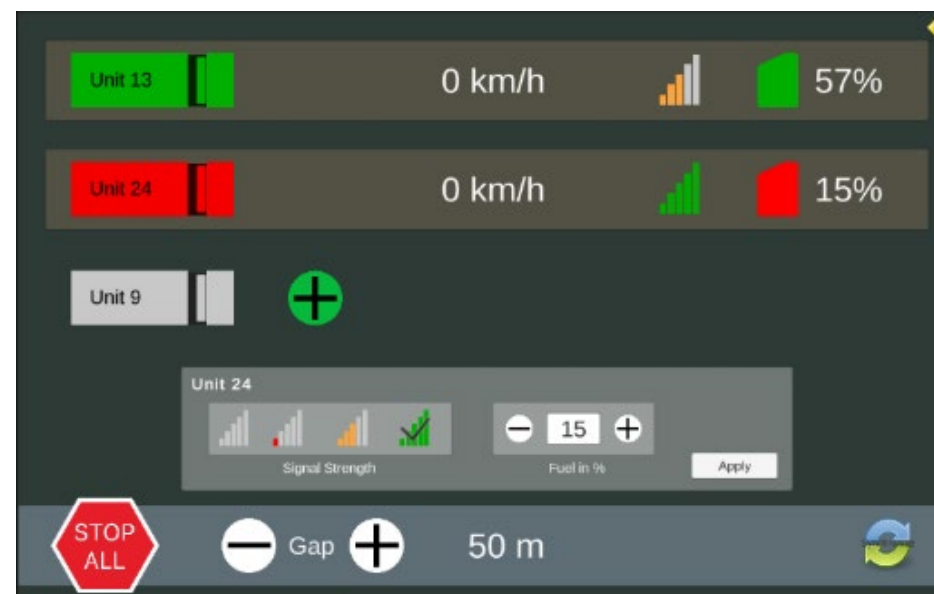 Unit 13
0 km/h
57%
Unit 24
0 km/h
15%
Unit 9
Unit 24
Signal Strength
15
Fuel in %
Apply
STOP
ALL
Gap
50 m